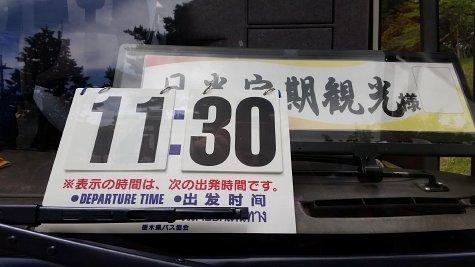 日光定期観光様
11 30
※表示の時間は、次の出発時間です。
●DEPARTURE TIME ●出发时间
栃木県バス協会